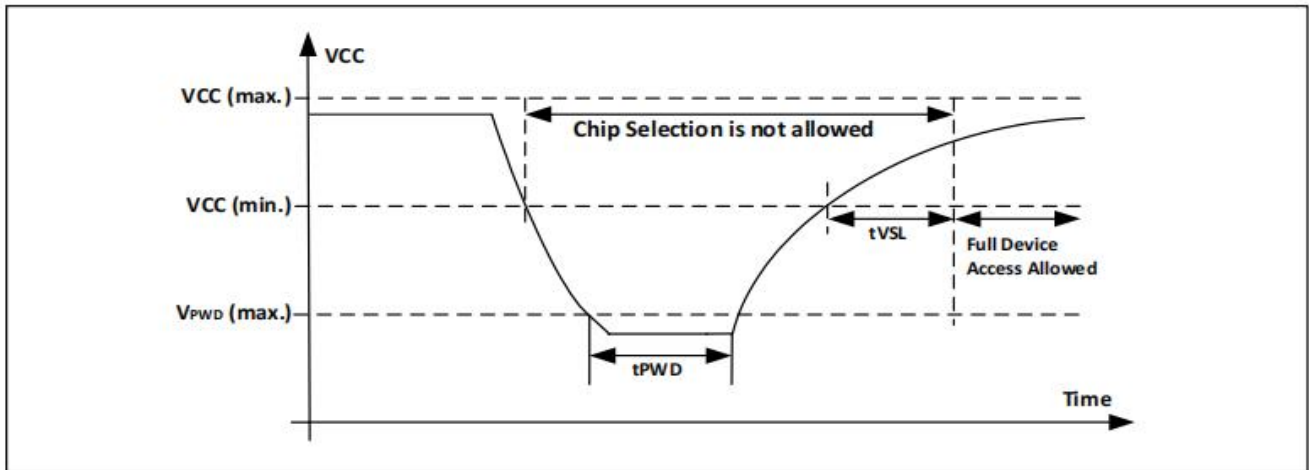 VCC
VCC (max.)
Chip Selection is not allowed
VCC (min.)
tVSL
Full Device
Access Allowed
VPWD (max.)
tPWD
Time